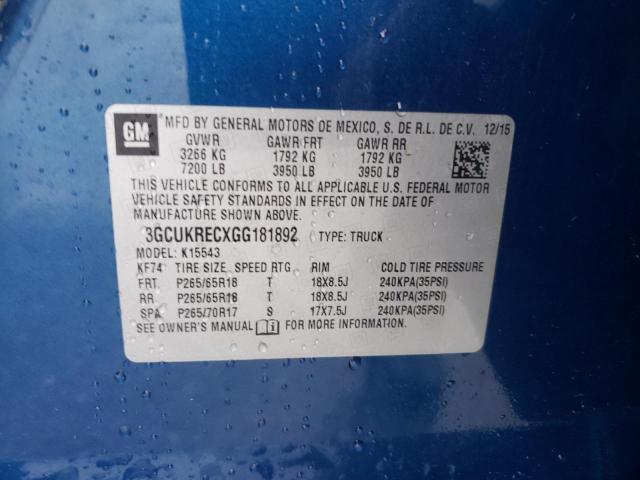 GM
MFD BY GENERAL MOTORS DE MEXICO, S. DE R.L. DE C.V. 12/15
GVWR GAWR FRT GAWR RR
3266 KG 1792 KG 1792 KG
7200 LB 3950 LB 3950 LB
THIS VEHICLE CONFORMS TO ALL APPLICABLE U.S. FEDERAL MOTOR
VEHICLE SAFETY STANDARDS IN EFFECT ON THE DATE OF
MANUFACTURE SHOWN ABOVE.
3GCUKRECXGG181892 TYPE: TRUCK
MODEL: K15543
KF74 TIRE SIZE SPEED RTG RIM COLD TIRE PRESSURE
FRT P265/65R18 T 18X8.5J 240KPA(35PSI)
RR P265/65R18 T 18X8.5J 240KPA(35PSI)
SPA P265/70R17 S 17X7.5J 240KPA(35PSI)
SEE OWNER'S MANUAL FOR MORE INFORMATION.